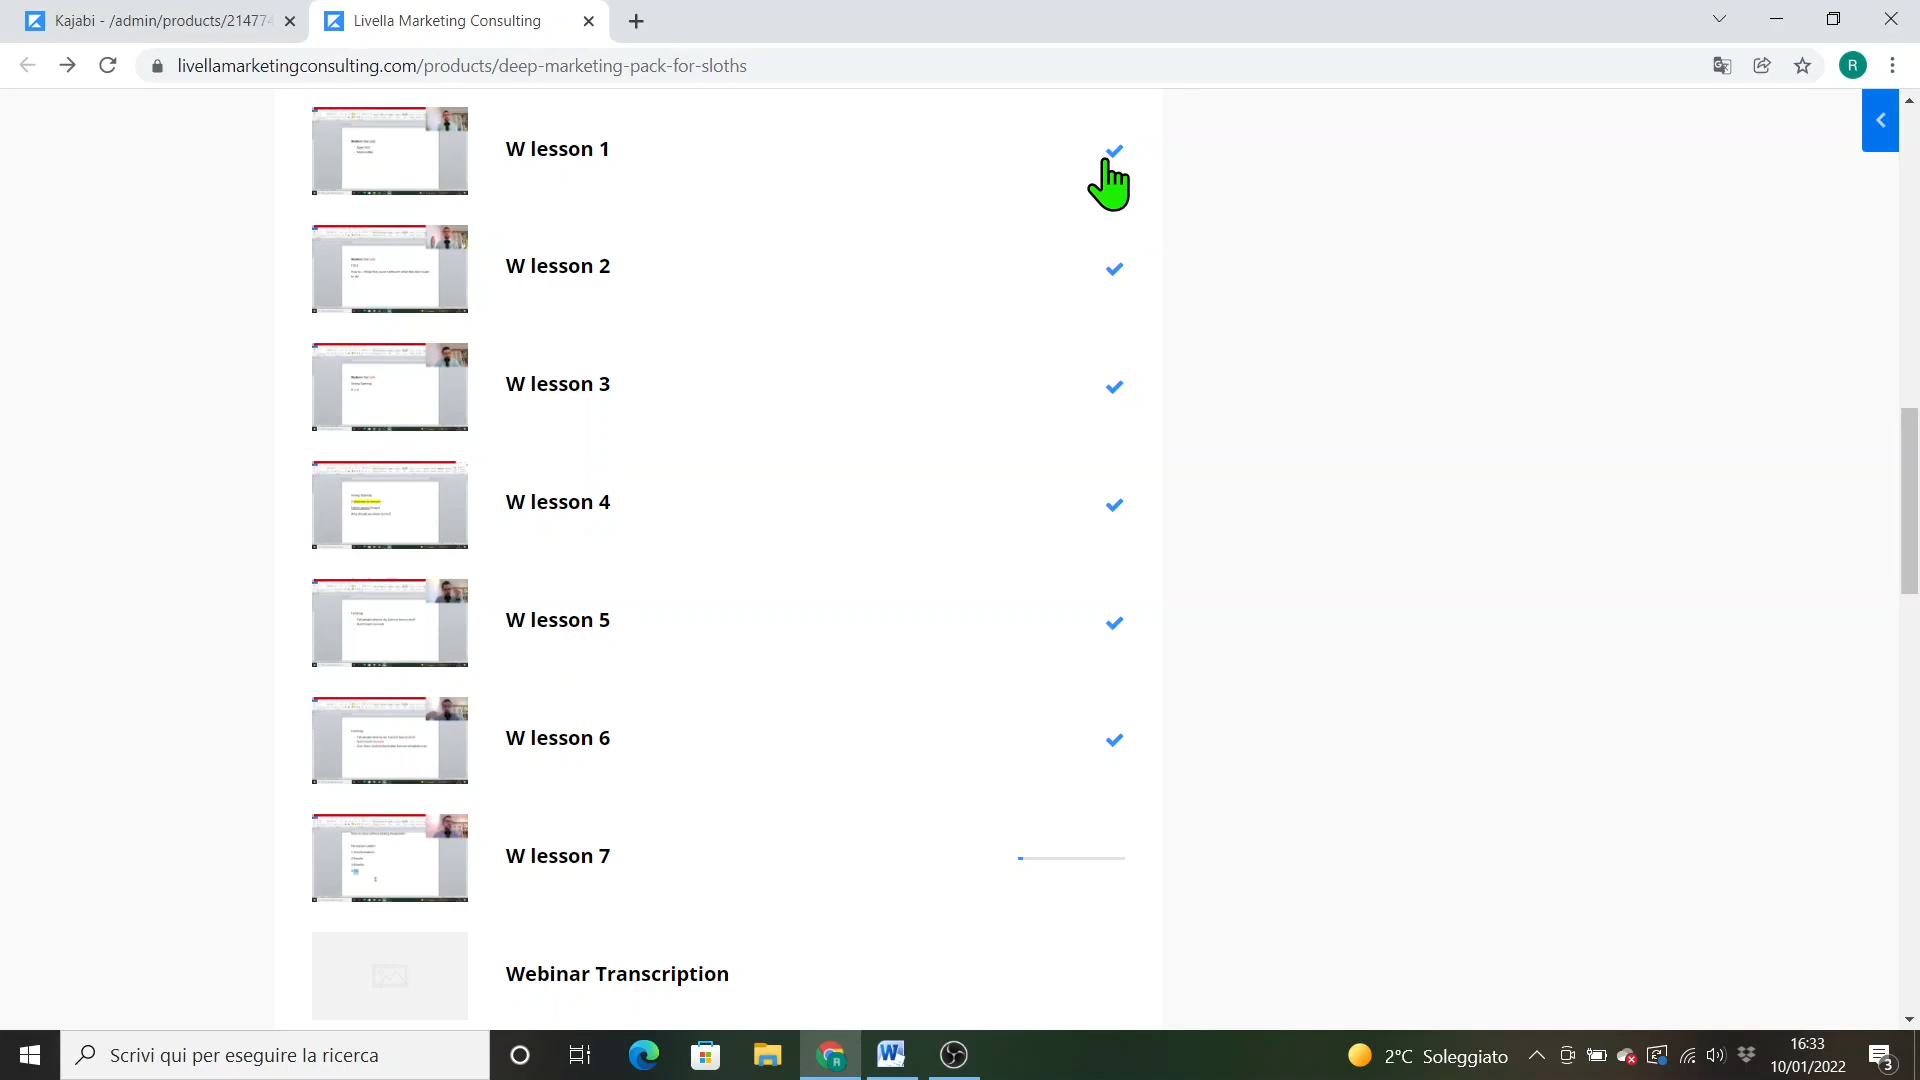 Kajabi - /admin/products/21477
Livella Marketing Consulting
livellamarketingconsulting.com/products/deep-marketing-pack-for-sloths
R
W lesson 1
W lesson 2
W lesson 3
W lesson 4
W lesson 5
W lesson 6
W lesson 7
Webinar Transcription
Scrivi qui per eseguire la ricerca
2°C Soleggiato
16:33
10/01/2022
3